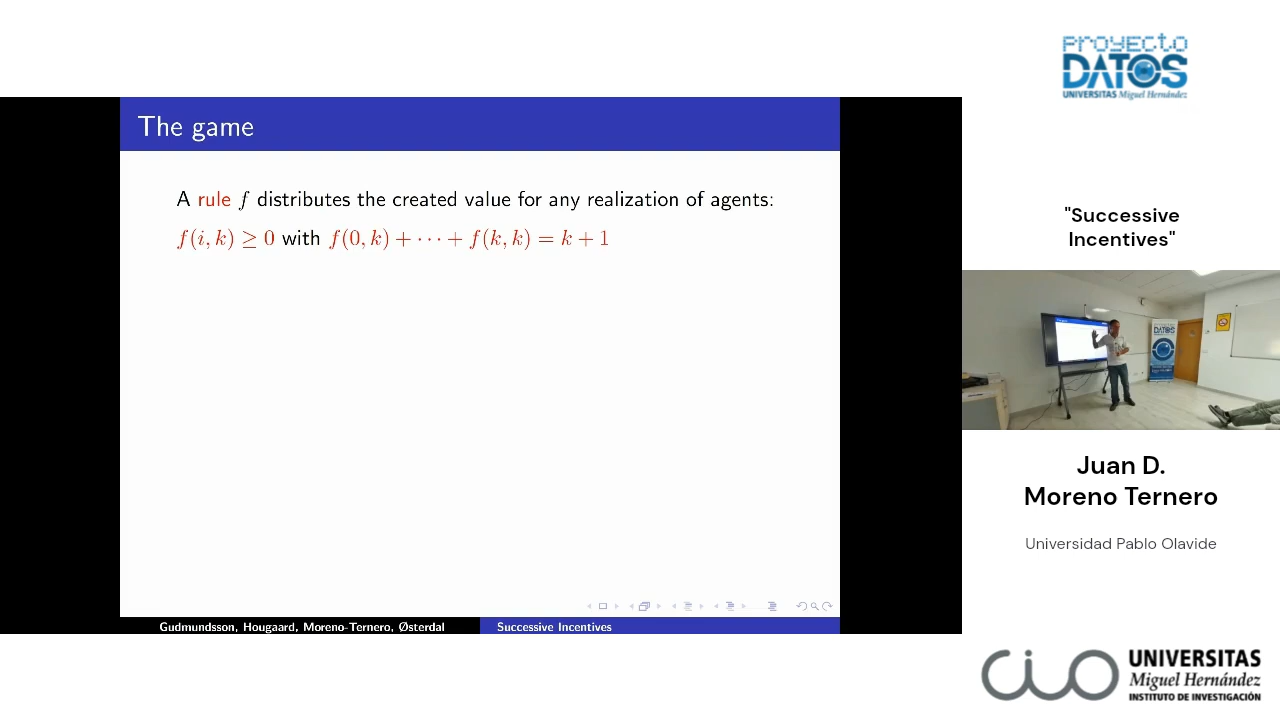 The game
A rule f distributes the created value for any realization of agents:
f(i, k) ≥ 0 with f(0, k) + ··· + f(k, k) = k + 1
Gudmundsson, Hougaard, Moreno-Ternero, Østerdal
Successive Incentives
PROYECTO
DATOS
UNIVERSITAS Miguel Hernández
"Successive
Incentives"
DATOS
Juan D.
Moreno Ternero
Universidad Pablo Olavide
CIO
UNIVERSITAS
Miguel Hernández
INSTITUTO DE INVESTIGACIÓN